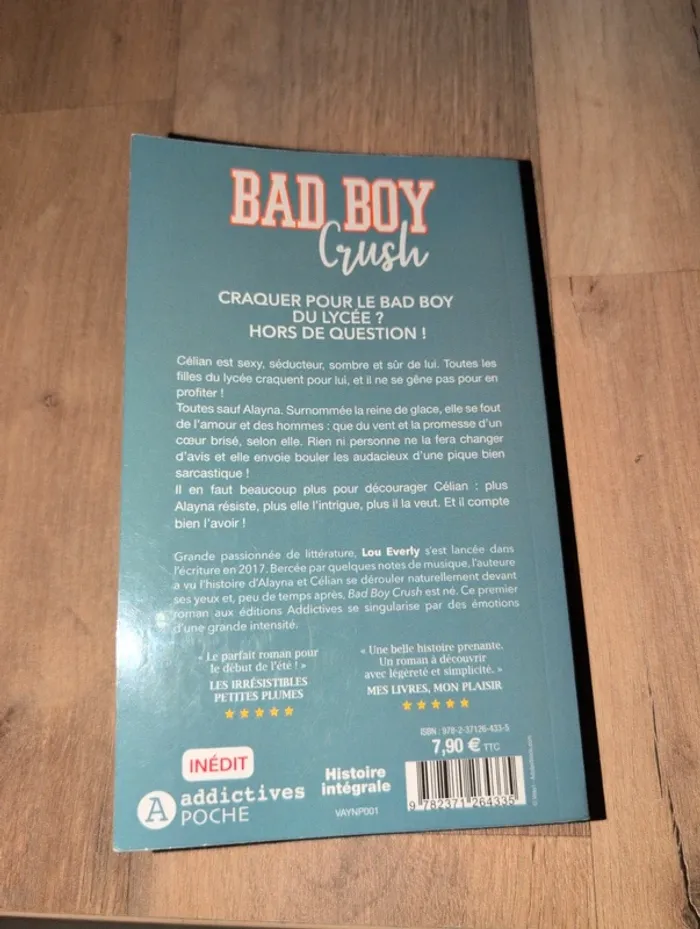 BAD BOY
Crush
CRAQUER POUR LE BAD BOY
DU LYCÉE ?
HORS DE QUESTION !
Célian est sexy, séducteur, sombre et sûr de lui. Toutes les
filles du lycée craquent pour lui, et il ne se gêne pas pour en
profiter !
Toutes sauf Alayna. Surnommée la reine de glace, elle se fout
de l'amour et des hommes : que du vent et la promesse d'un
cœur brisé, selon elle. Rien ni personne ne la fera changer
d'avis et elle envoie bouler les audacieux d'une pique bien
sarcastique !
Il en faut beaucoup plus pour décourager Célian : plus
Alayna résiste, plus elle l'intrigue, plus il la veut. Et il compte
bien l'avoir !
Grande passionnée de littérature, Lou Everly s'est lancée dans
l'écriture en 2017. Bercée par quelques notes de musique, l'auteure
a vu l'histoire d'Alayna et Célian se dérouler naturellement devant
ses yeux et, peu de temps après, Bad Boy Crush est né. Ce premier
roman aux éditions Addictives se singularise par des émotions
d'une grande intensité.
« Le parfait roman pour
le début de l'été ! »
LES IRRÉSISTIBLES
PETITES PLUMES
« Une belle histoire prenante.
Un roman à découvrir
avec légèreté et simplicité. »
MES LIVRES, MON PLAISIR
ISBN : 978-2-37126-433-5
7,90 € TTC
INÉDIT
A addictives
POCHE
Histoire
intégrale
VAYNP001
9 782371 264335